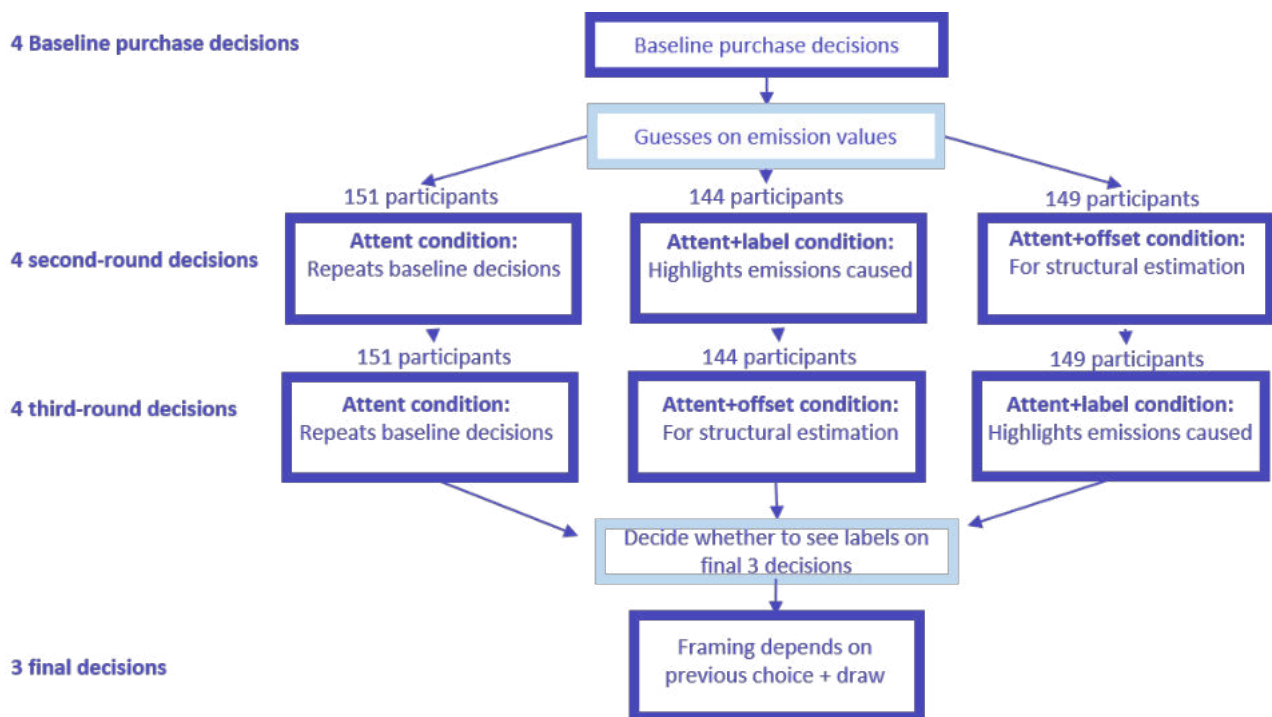 4 Baseline purchase decisions
Baseline purchase decisions
Guesses on emission values
151 participants
144 participants
149 participants
4 second-round decisions
Attent condition:
Repeats baseline decisions
Attent+label condition:
Highlights emissions caused
Attent+offset condition:
For structural estimation
151 participants
144 participants
149 participants
4 third-round decisions
Attent condition:
Repeats baseline decisions
Attent+offset condition:
For structural estimation
Attent+label condition:
Highlights emissions caused
Decide whether to see labels on
final 3 decisions
3 final decisions
Framing depends on
previous choice + draw